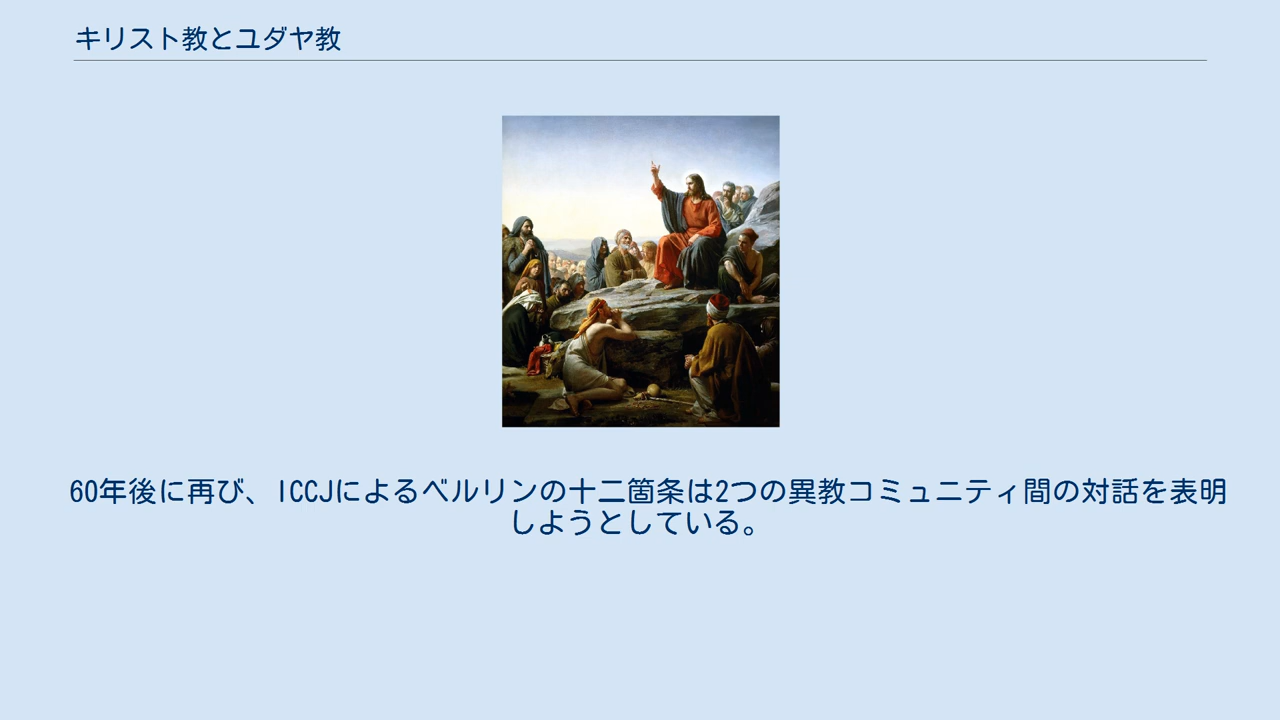 キリスト教とユダヤ教
60年後に再び、ICCJによるベルリンの十二箇条は2つの異教コミュニティ間の対話を表明
しようとしている。